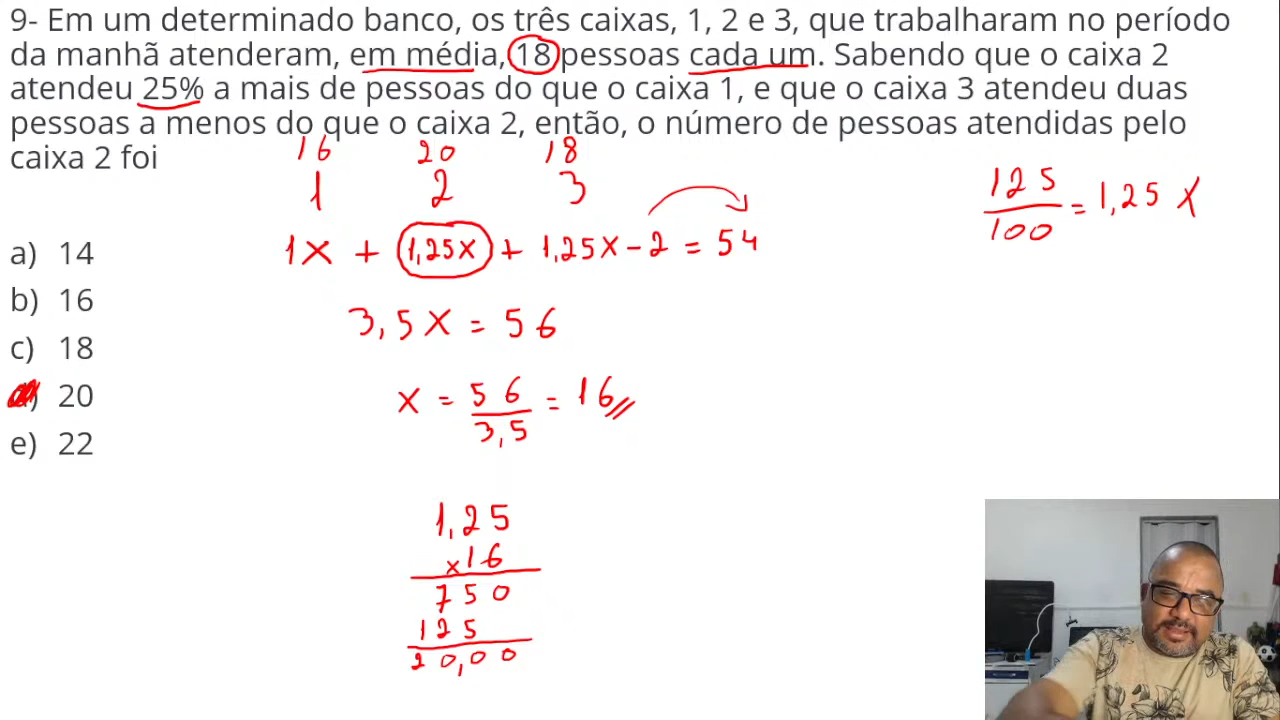 9- Em um determinado banco, os três caixas, 1, 2 e 3, que trabalharam no período
da manhã atenderam, em média, 18 pessoas cada um. Sabendo que o caixa 2
atendeu 25% a mais de pessoas do que o caixa 1, e que o caixa 3 atendeu duas
pessoas a menos do que o caixa 2, então, o número de pessoas atendidas pelo
caixa 2 foi
16 20 18
1 2 3
125
100
= 1,25 X
1X + 1,25X + 1,25X - 2 = 54
3,5X = 56
X = 56
3,5
= 16
1,25
x16
750
125
20,00
a) 14
b) 16
c) 18
) 20
e) 22